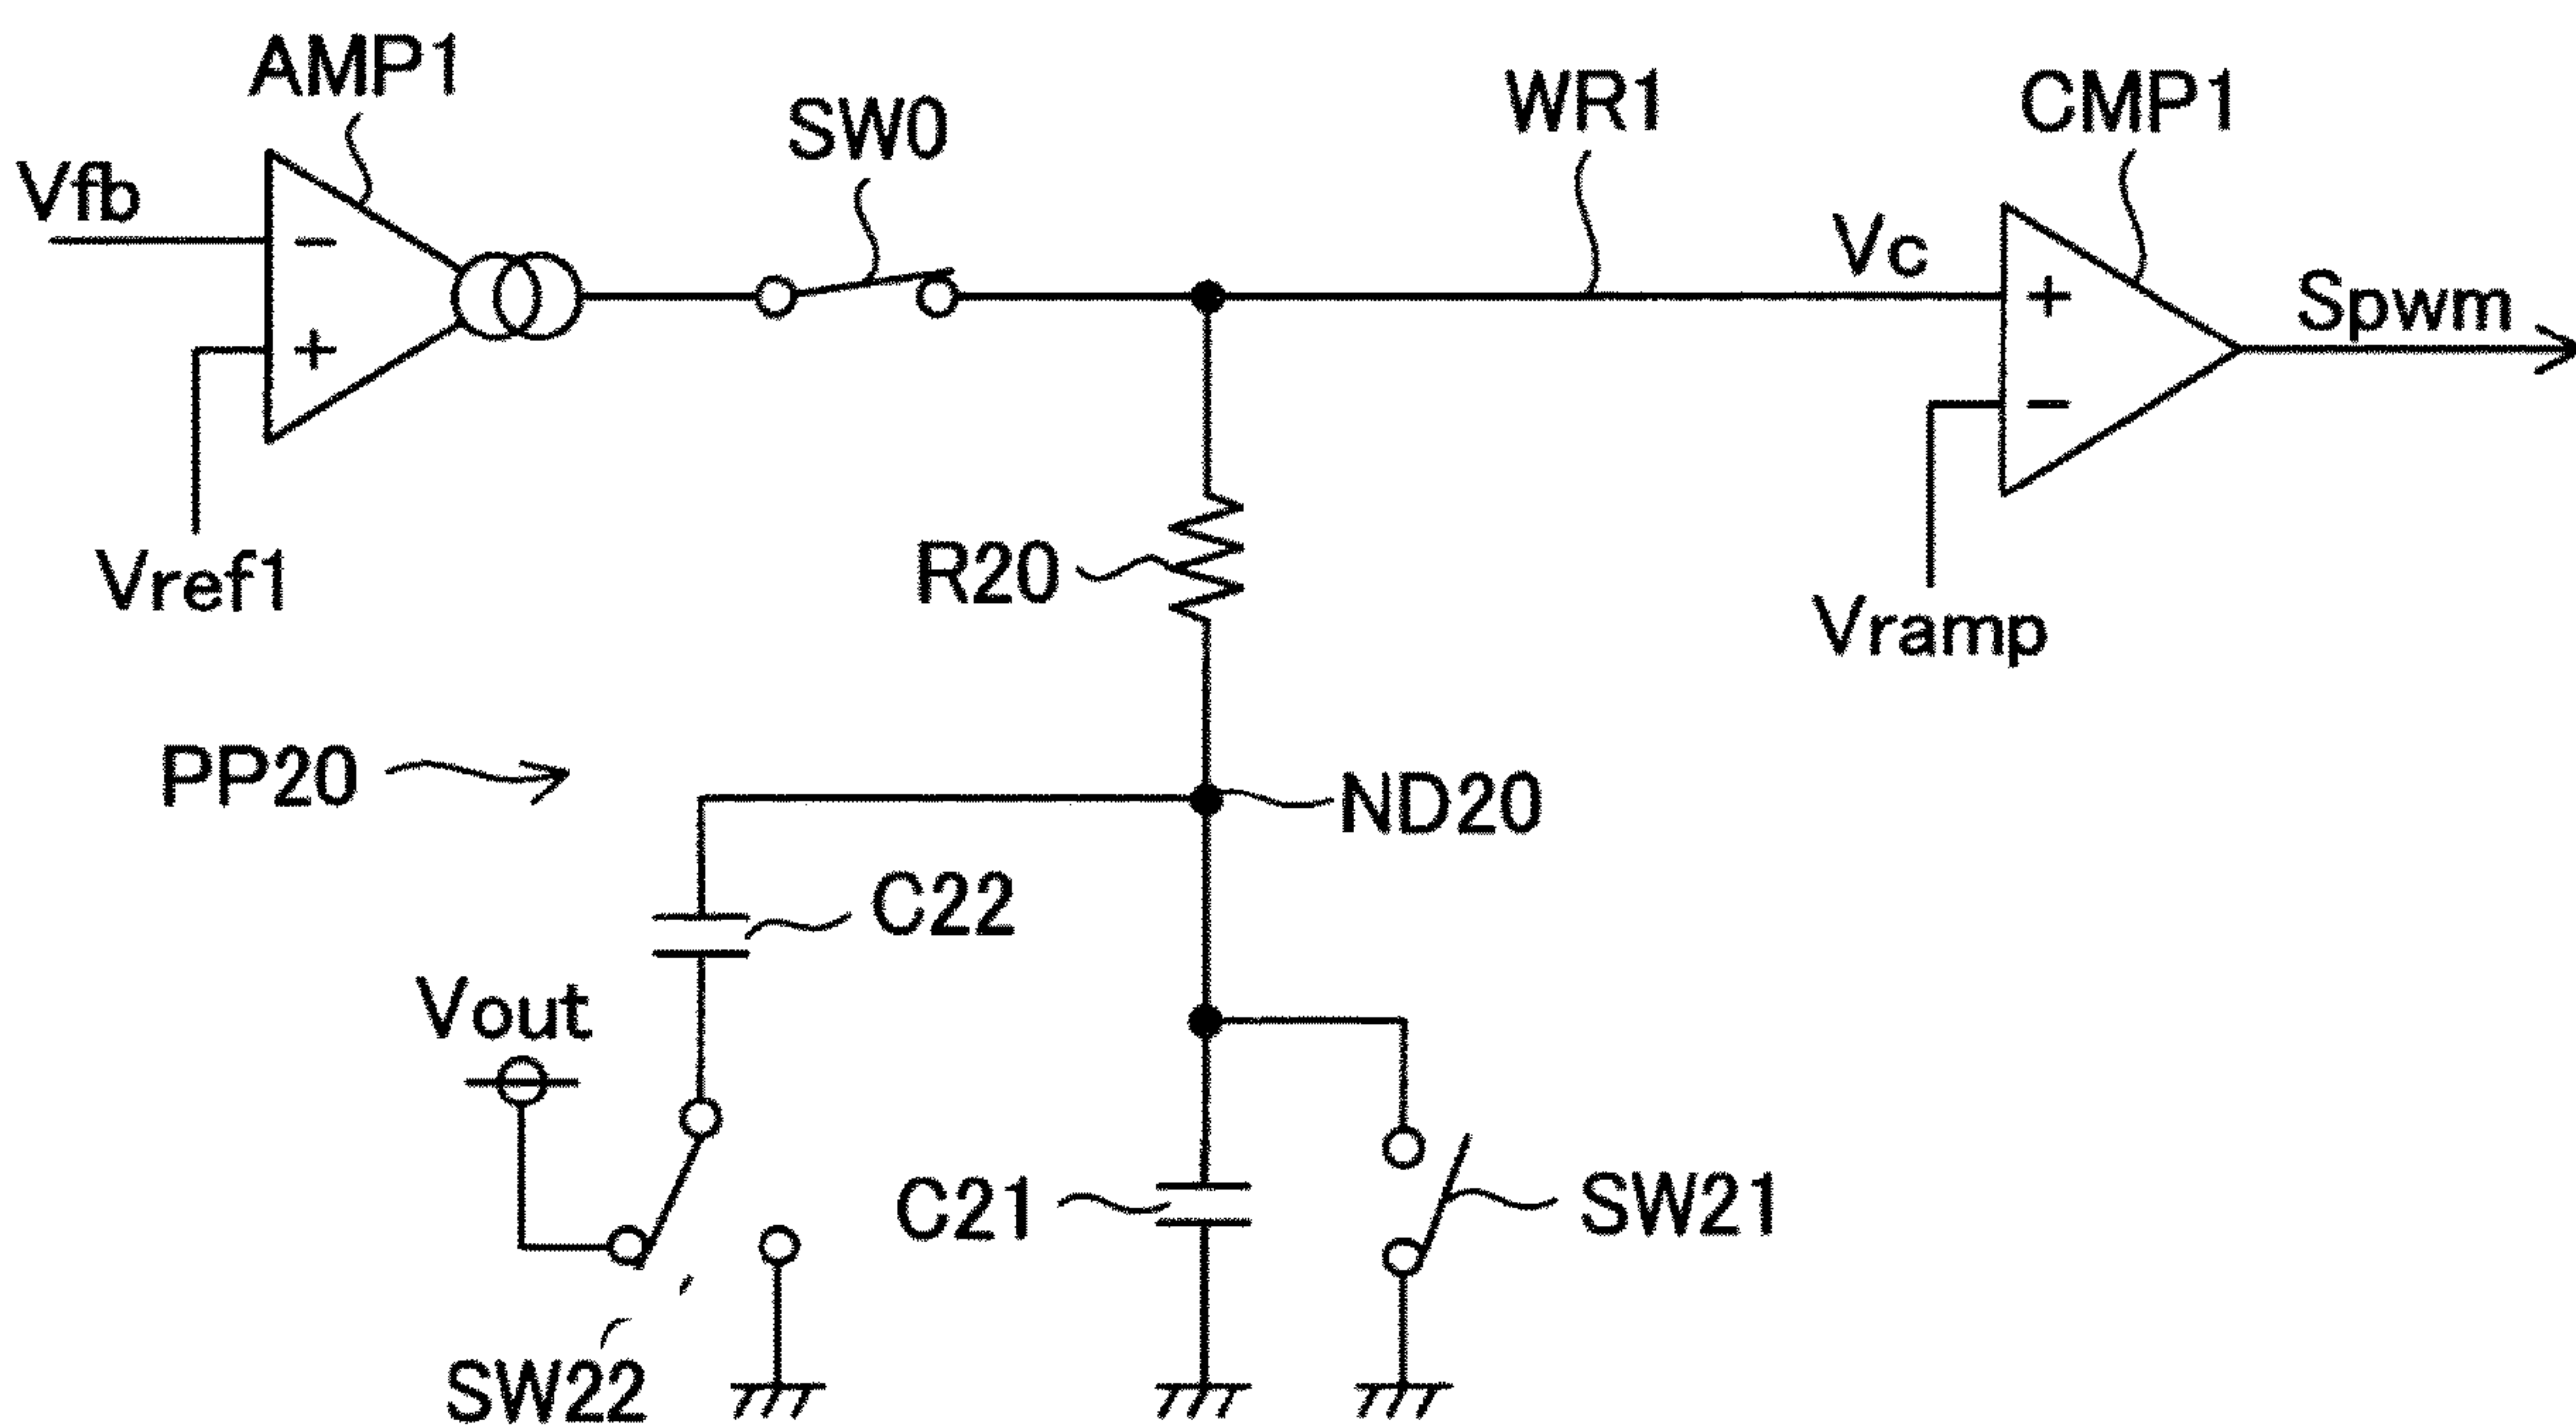 AMP1
SW0
WR1
CMP1
Vfb
−
+
Vref1
Vc
+
−
Spwm
Vramp
R20
PP20
ND20
C22
Vout
C21
SW21
SW22